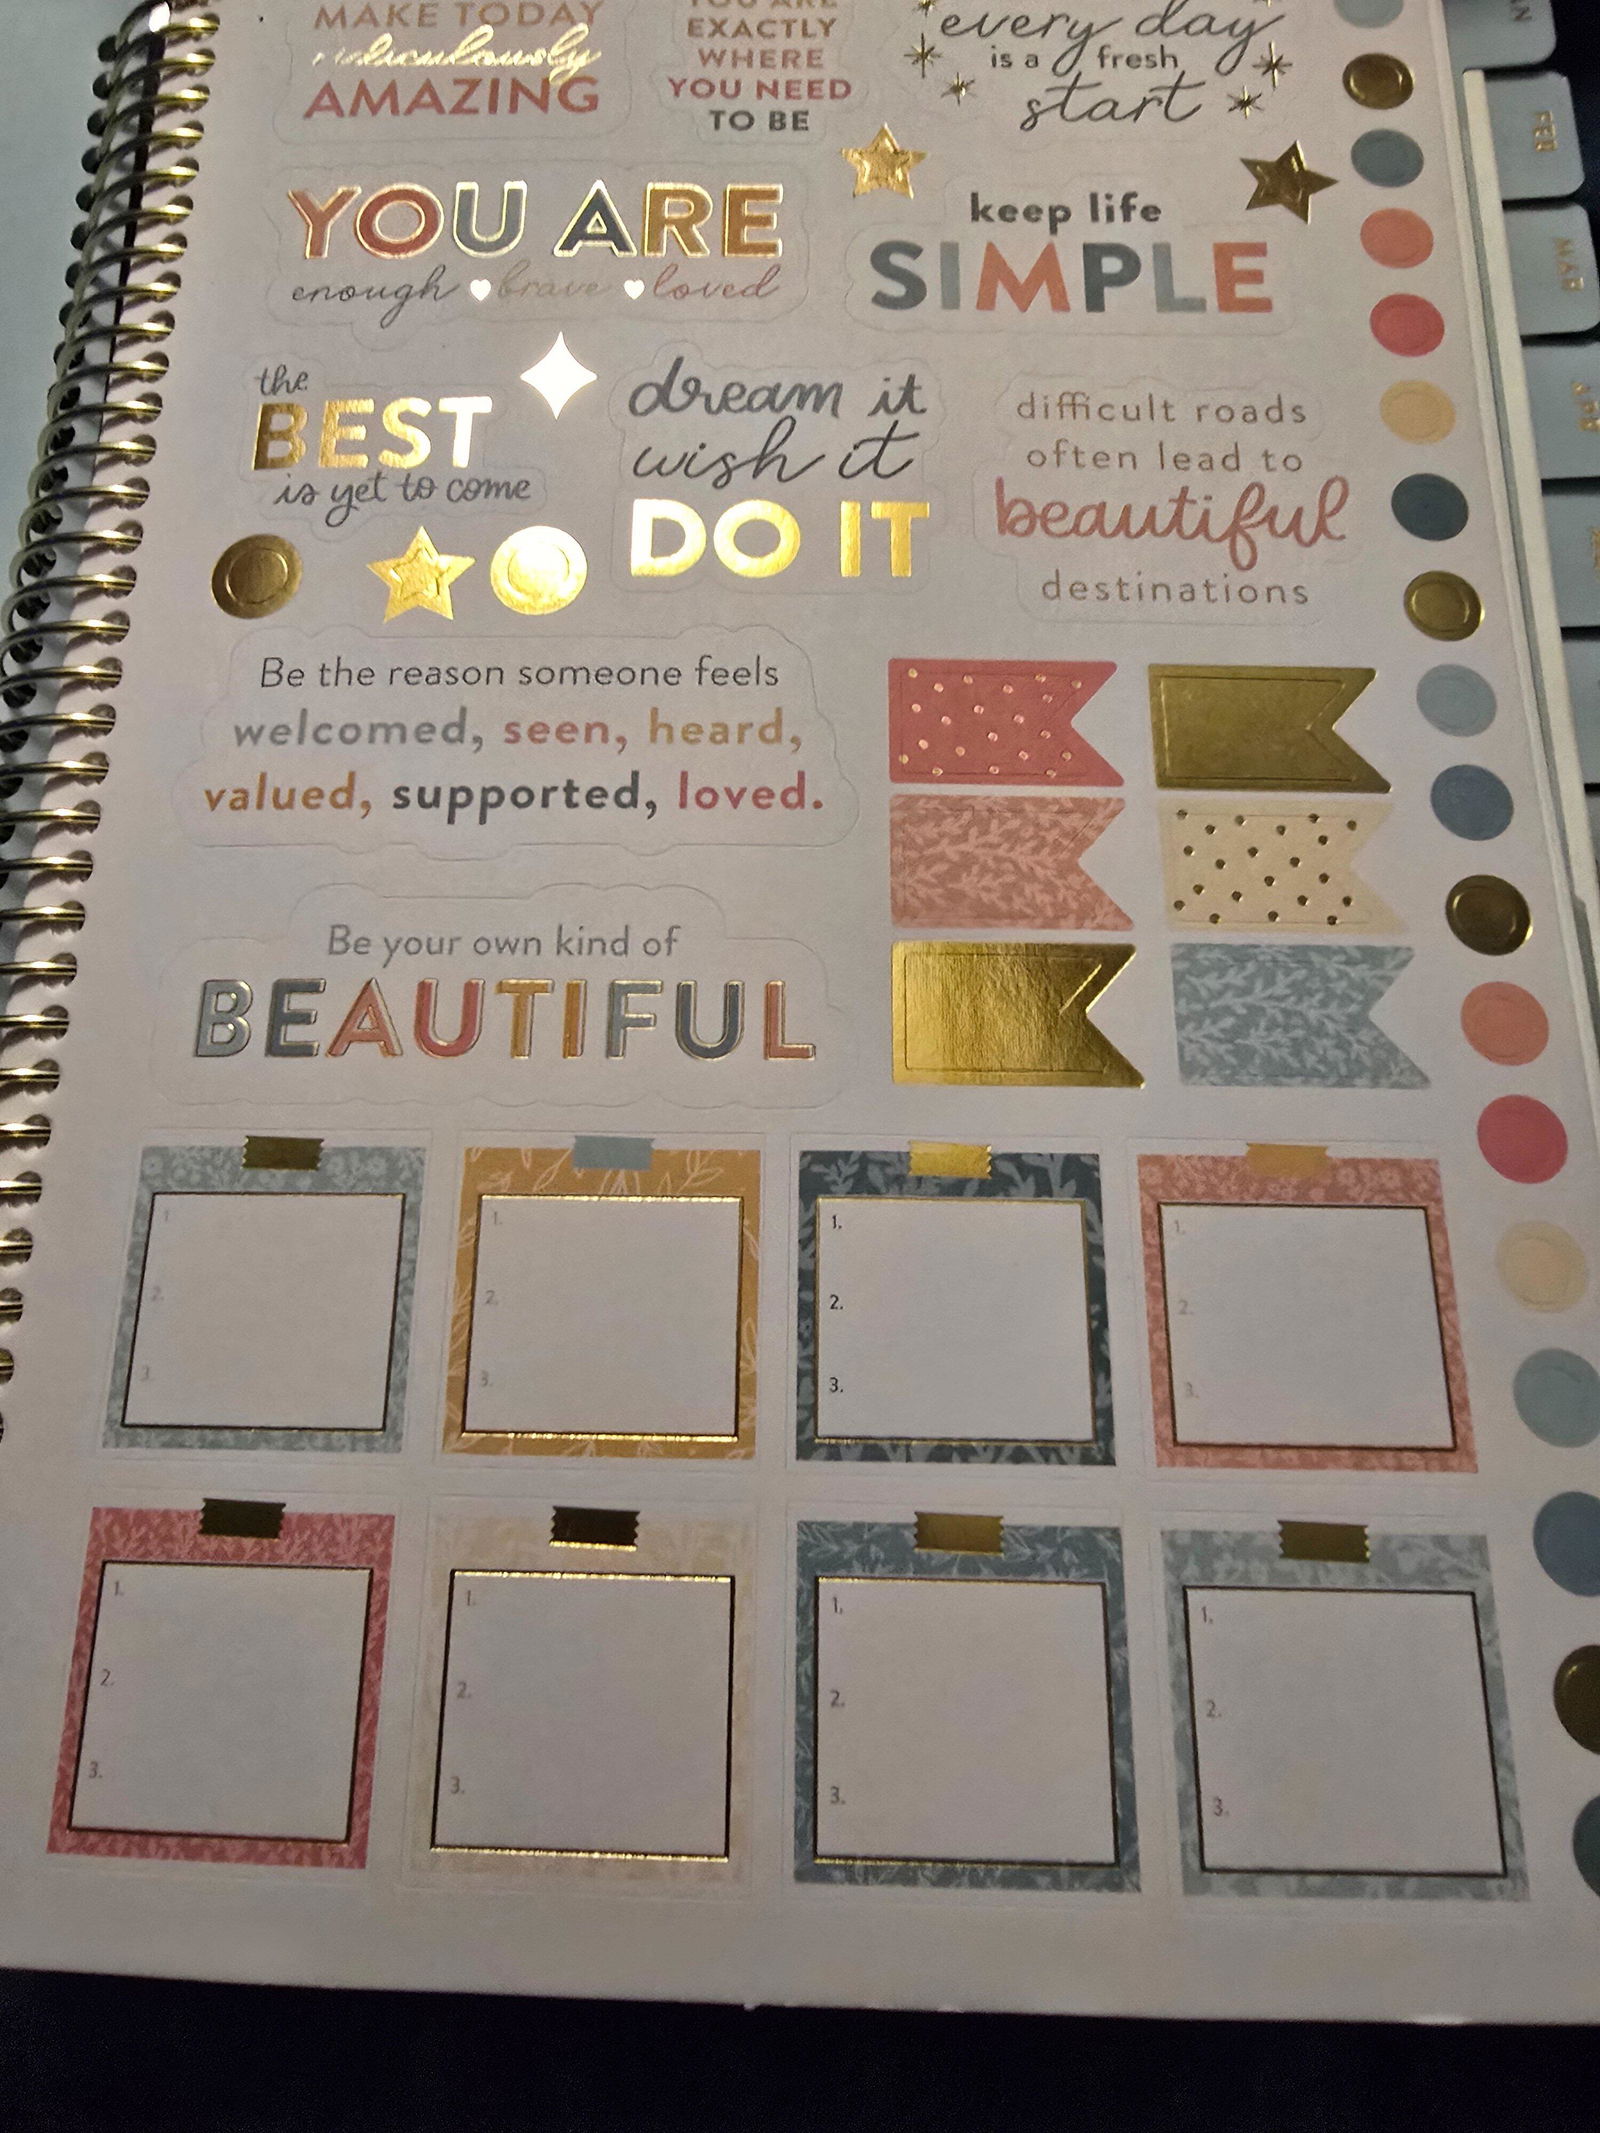 MAKE TODAY
ridiculously
AMAZING
YOU ARE
EXACTLY
WHERE
YOU NEED
TO BE
every day
is a fresh
start
YOU ARE
enough brave loved
keep life
SIMPLE
the
BEST
is yet to come
dream it
wish it
DO IT
difficult roads
often lead to
beautiful
destinations
Be the reason someone feels
welcomed, seen, heard,
valued, supported, loved.
Be your own kind of
BEAUTIFUL
1.
2.
3.
1.
2.
3.
1.
2.
3.
1.
2.
3.
1.
2.
3.
1.
2.
3.
1.
2.
3.
1.
2.
3.
FEB
MAR